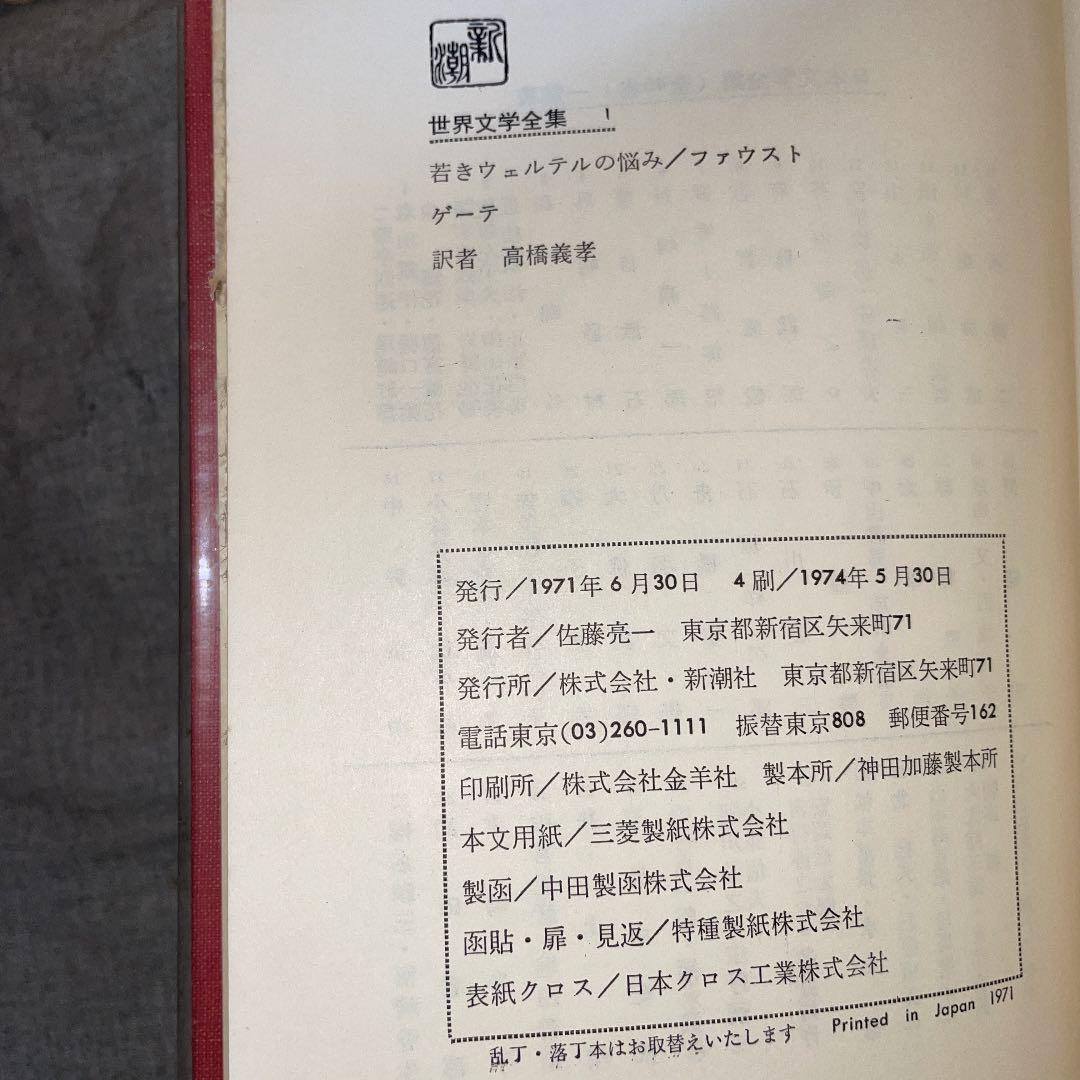 新潮
世界文学全集 1
若きウェルテルの悩み/ファウスト
ゲーテ
訳者 高橋義孝
発行/1971年6月30日 4刷/1974年5月30日
発行者/佐藤亮一 東京都新宿区矢来町71
発行所/株式会社・新潮社 東京都新宿区矢来町71
電話東京(03)260-1111 振替東京808 郵便番号162
印刷所/株式会社金羊社 製本所/神田加藤製本所
本文用紙/三菱製紙株式会社
製函/中田製函株式会社
函貼・扉・見返/特種製紙株式会社
表紙クロス/日本クロス工業株式会社
乱丁・落丁本はお取替えいたします Printed in Japan 1971